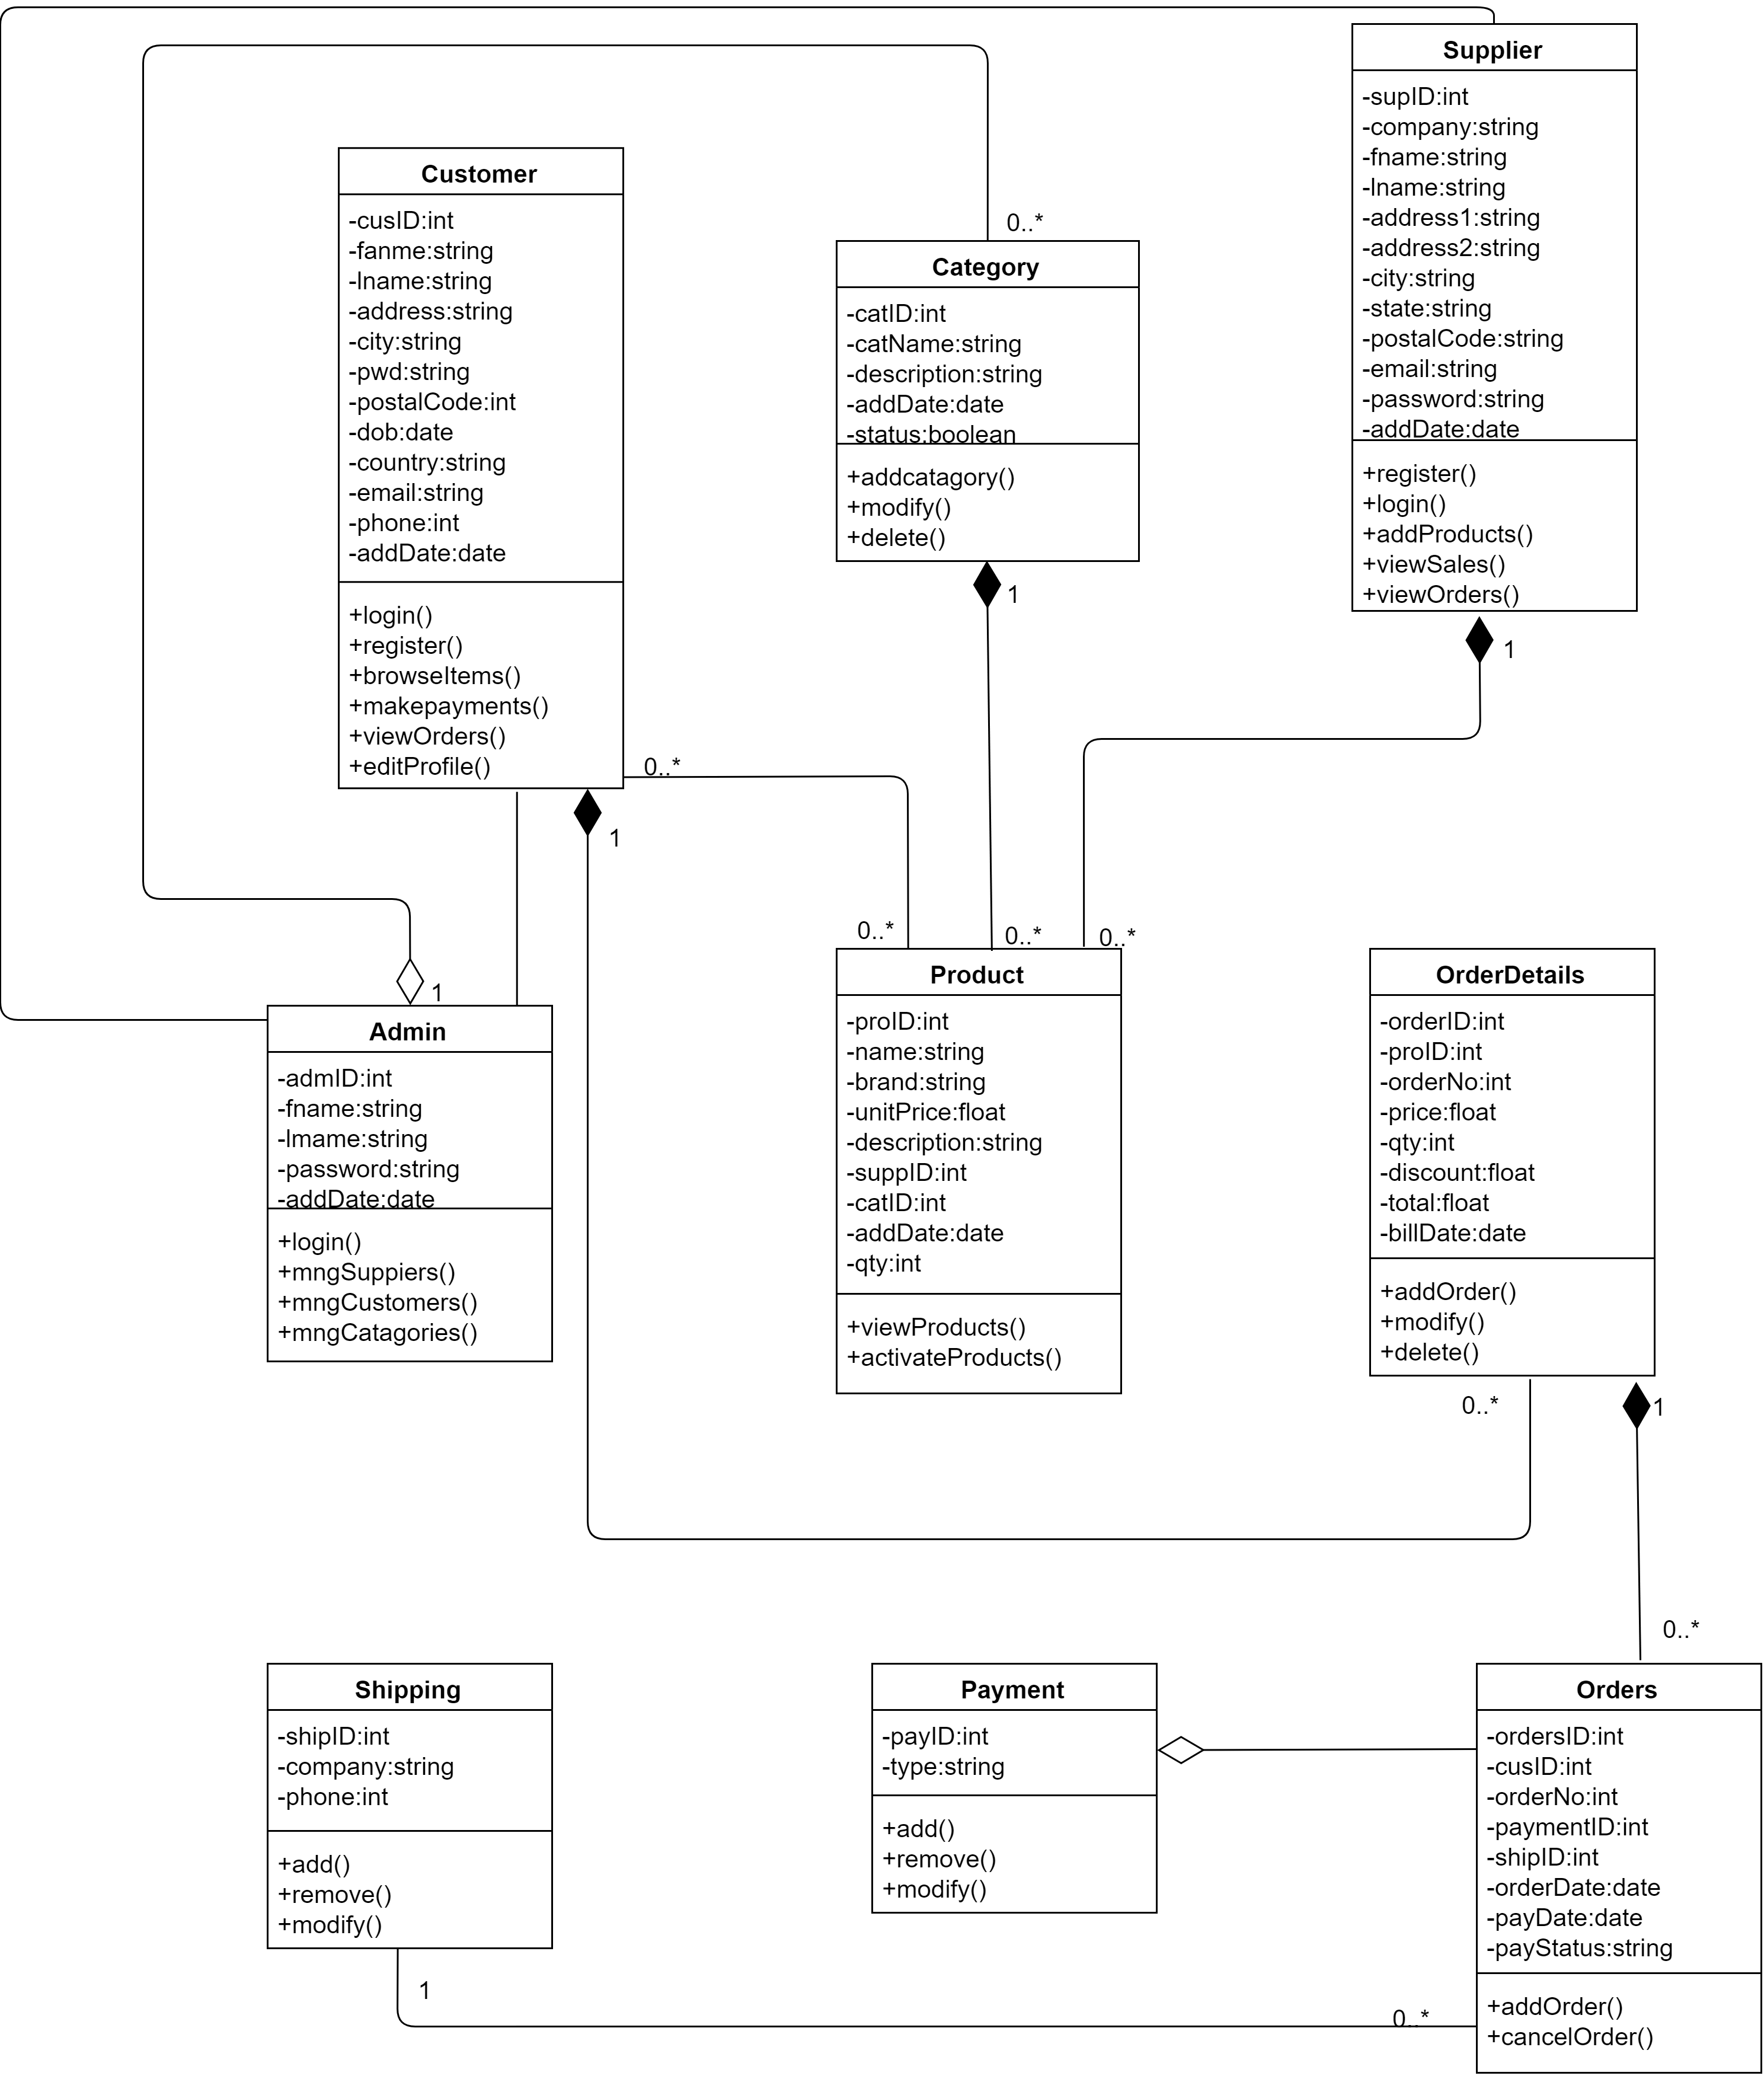 Supplier
-supID:int
-company:string
-fname:string
-lname:string
-address1:string
-address2:string
-city:string
-state:string
-postalCode:string
-email:string
-password:string
-addDate:date
+register()
+login()
+addProducts()
+viewSales()
+viewOrders()
1
Customer
-cusID:int
-fanme:string
-lname:string
-address:string
-city:string
-pwd:string
-postalCode:int
-dob:date
-country:string
-email:string
-phone:int
-addDate:date
+login()
+register()
+browseItems()
+makepayments()
+viewOrders()
+editProfile()
0..*
1
0..*
Category
-catID:int
-catName:string
-description:string
-addDate:date
-status:boolean
+addcatagory()
+modify()
+delete()
1
1
Admin
-admID:int
-fname:string
-lmame:string
-password:string
-addDate:date
+login()
+mngSuppiers()
+mngCustomers()
+mngCatagories()
0..*
0..*
0..*
Product
-proID:int
-name:string
-brand:string
-unitPrice:float
-description:string
-suppID:int
-catID:int
-addDate:date
-qty:int
+viewProducts()
+activateProducts()
OrderDetails
-orderID:int
-proID:int
-orderNo:int
-price:float
-qty:int
-discount:float
-total:float
-billDate:date
+addOrder()
+modify()
+delete()
0..*
1
0..*
Shipping
-shipID:int
-company:string
-phone:int
+add()
+remove()
+modify()
1
Payment
-payID:int
-type:string
+add()
+remove()
+modify()
Orders
-ordersID:int
-cusID:int
-orderNo:int
-paymentID:int
-shipID:int
-orderDate:date
-payDate:date
-payStatus:string
+addOrder()
+cancelOrder()
0..*